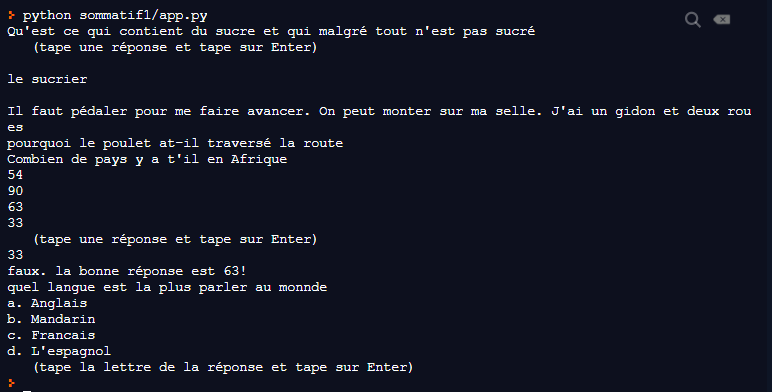 > python sommatif1/app.py
Qu'est ce qui contient du sucre et qui malgré tout n'est pas sucré
(tape une réponse et tape sur Enter)
le sucrier
Il faut pédaler pour me faire avancer. On peut monter sur ma selle. J'ai un gidon et deux rou
es
pourquoi le poulet at-il traversé la route
Combien de pays y a t'il en Afrique
54
90
63
33
(tape une réponse et tape sur Enter)
33
faux. la bonne réponse est 63!
quel langue est la plus parler au monnde
a. Anglais
b. Mandarin
c. Francais
d. L'espagnol
(tape la lettre de la réponse et tape sur Enter)
>